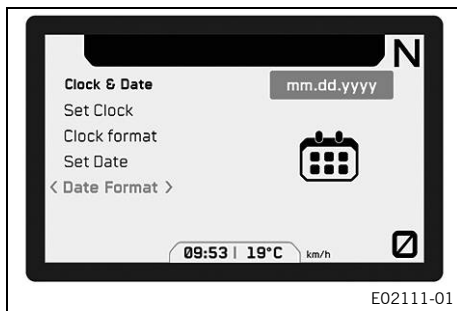 N
Clock & Date
mm.dd.yyyy
Set Clock
Clock format
Set Date
< Date Format >
09:53 | 19°C km/h
0
E02111-01